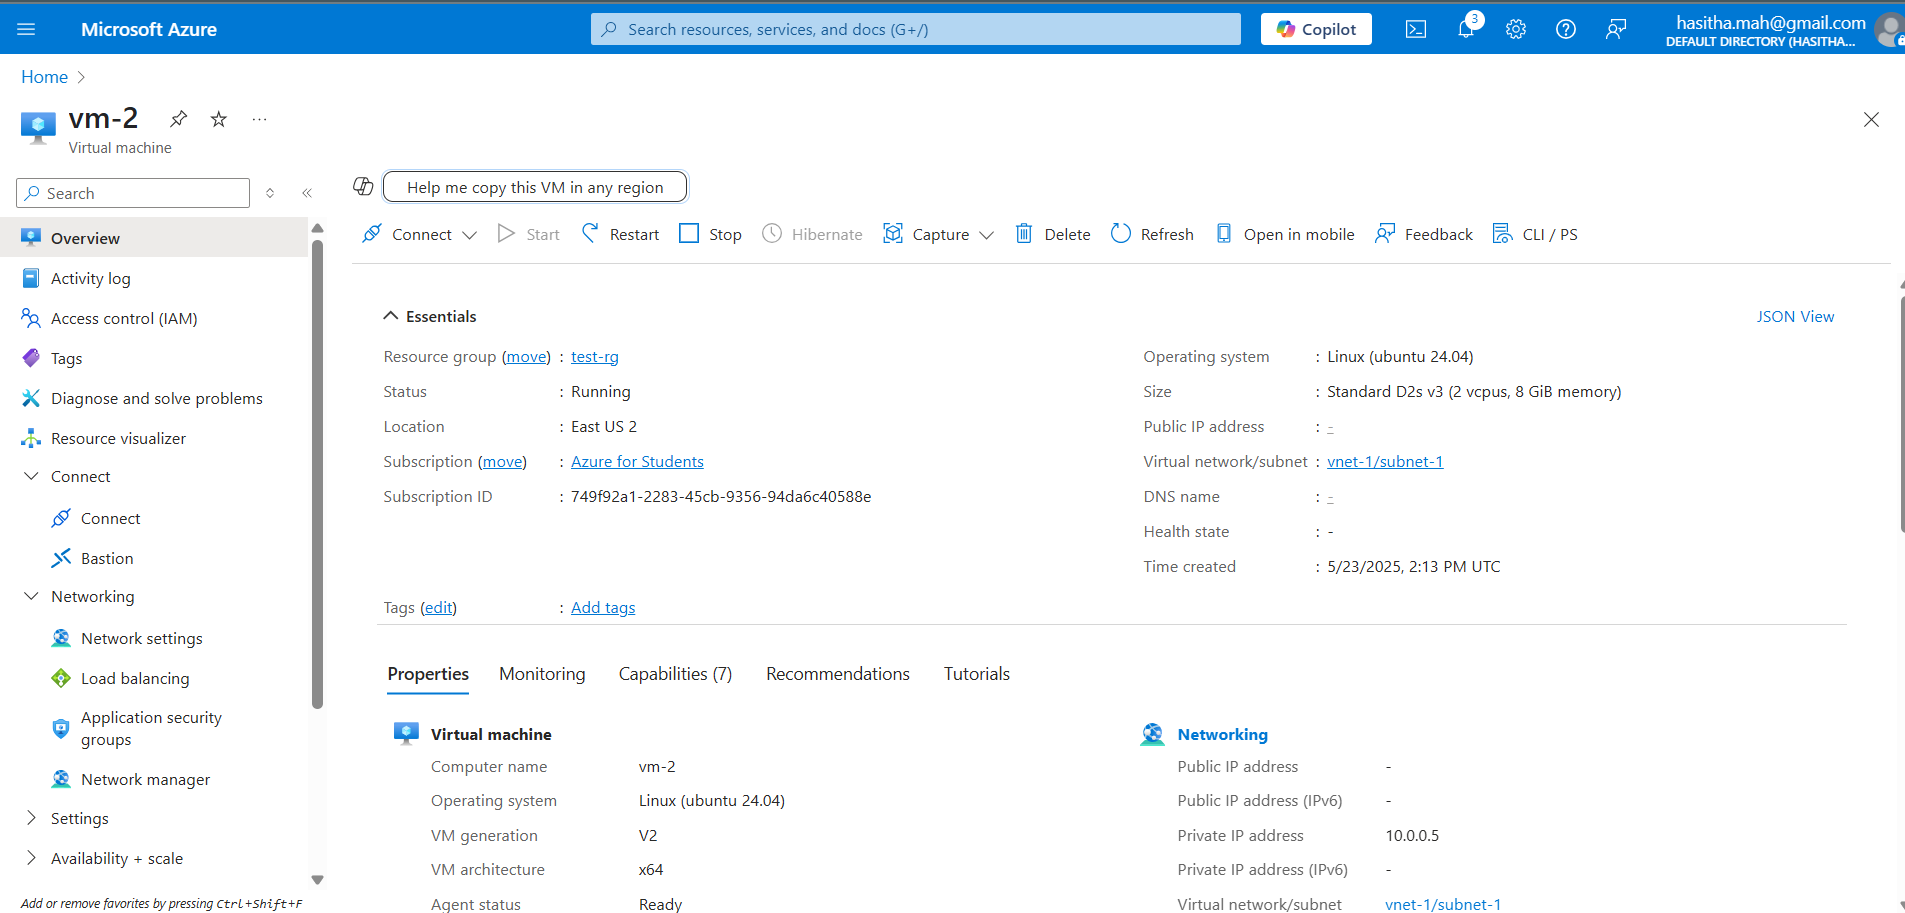 Microsoft Azure
Search resources, services, and docs (G+/)
Copilot
3
hasitha.mah@gmail.com
DEFAULT DIRECTORY (HASITHA...
Home
vm-2
Virtual machine
Search
Help me copy this VM in any region
Connect Start Restart Stop Hibernate Capture Delete Refresh Open in mobile Feedback CLI / PS
Overview
Activity log
Access control (IAM)
Tags
Diagnose and solve problems
Resource visualizer
Connect
Connect
Bastion
Networking
Network settings
Load balancing
Application security
groups
Network manager
Settings
Availability + scale
Add or remove favorites by pressing Ctrl+Shift+F
Essentials
JSON View
Resource group (move) : test-rg
Status : Running
Location : East US 2
Subscription (move) : Azure for Students
Subscription ID : 749f92a1-2283-45cb-9356-94da6c40588e
Operating system : Linux (ubuntu 24.04)
Size : Standard D2s v3 (2 vcpus, 8 GiB memory)
Public IP address : -
Virtual network/subnet : vnet-1/subnet-1
DNS name : -
Health state : -
Time created : 5/23/2025, 2:13 PM UTC
Tags (edit) : Add tags
Properties Monitoring Capabilities (7) Recommendations Tutorials
Virtual machine
Computer name vm-2
Operating system Linux (ubuntu 24.04)
VM generation V2
VM architecture x64
Agent status Ready
Networking
Public IP address -
Public IP address (IPv6) -
Private IP address 10.0.0.5
Private IP address (IPv6) -
Virtual network/subnet vnet-1/subnet-1